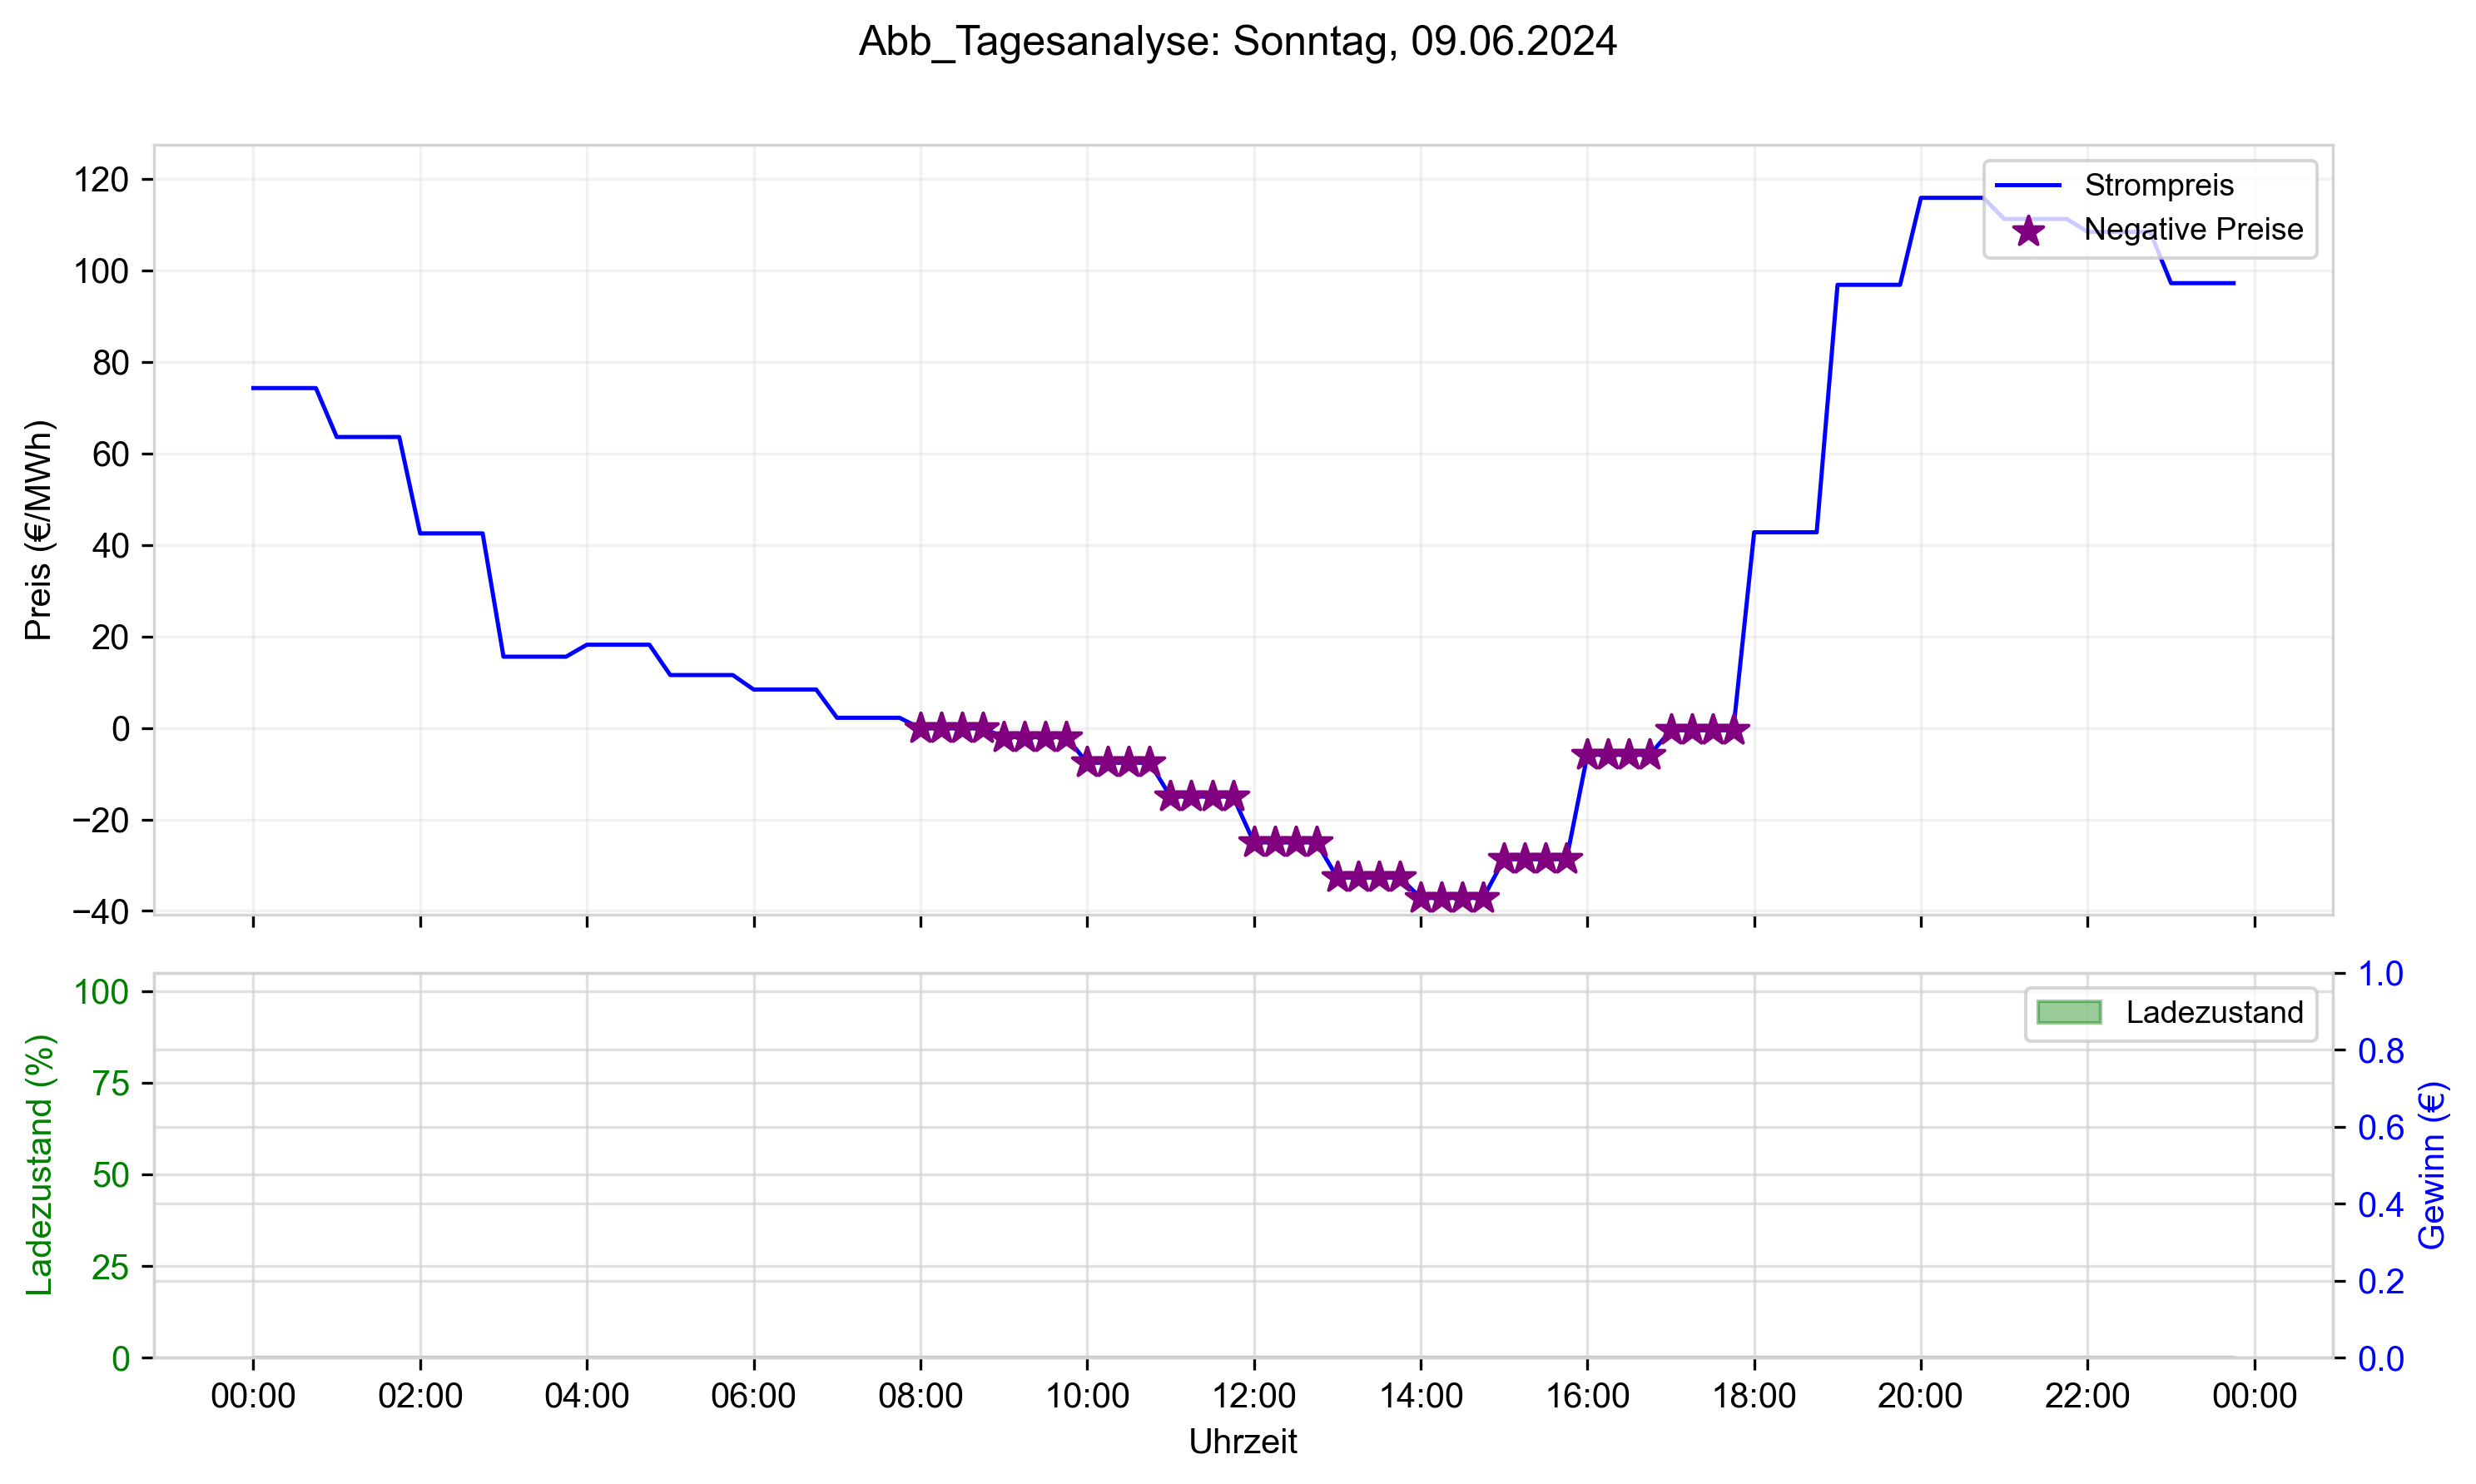 Abb_Tagesanalyse: Sonntag, 09.06.2024
Preis (€/MWh)
120
100
80
60
40
20
0
−20
−40
Strompreis
Negative Preise
Ladezustand (%)
100
75
50
25
0
Ladezustand
1.0
0.8
0.6
0.4
0.2
0.0
Gewinn (€)
00:00 02:00 04:00 06:00 08:00 10:00 12:00 14:00 16:00 18:00 20:00 22:00 00:00
Uhrzeit